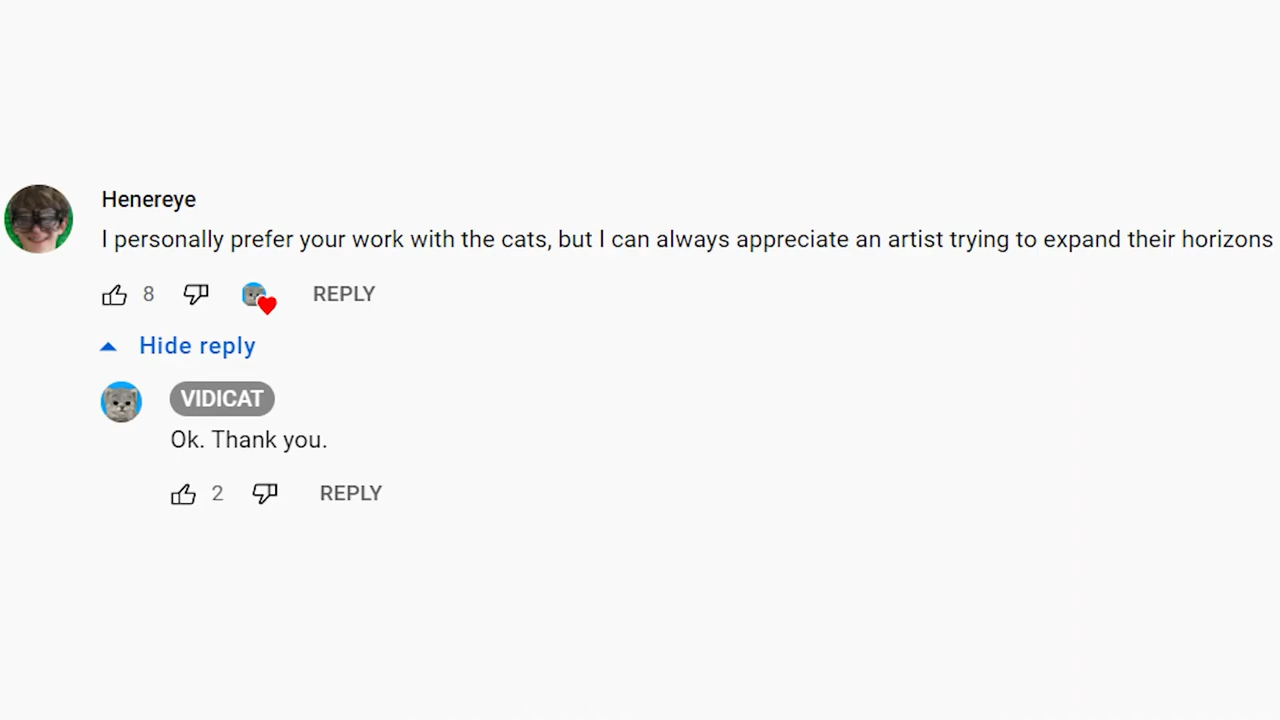 Henereye
I personally prefer your work with the cats, but I can always appreciate an artist trying to expand their horizons
8 REPLY
Hide reply
VIDICAT
Ok. Thank you.
2 REPLY